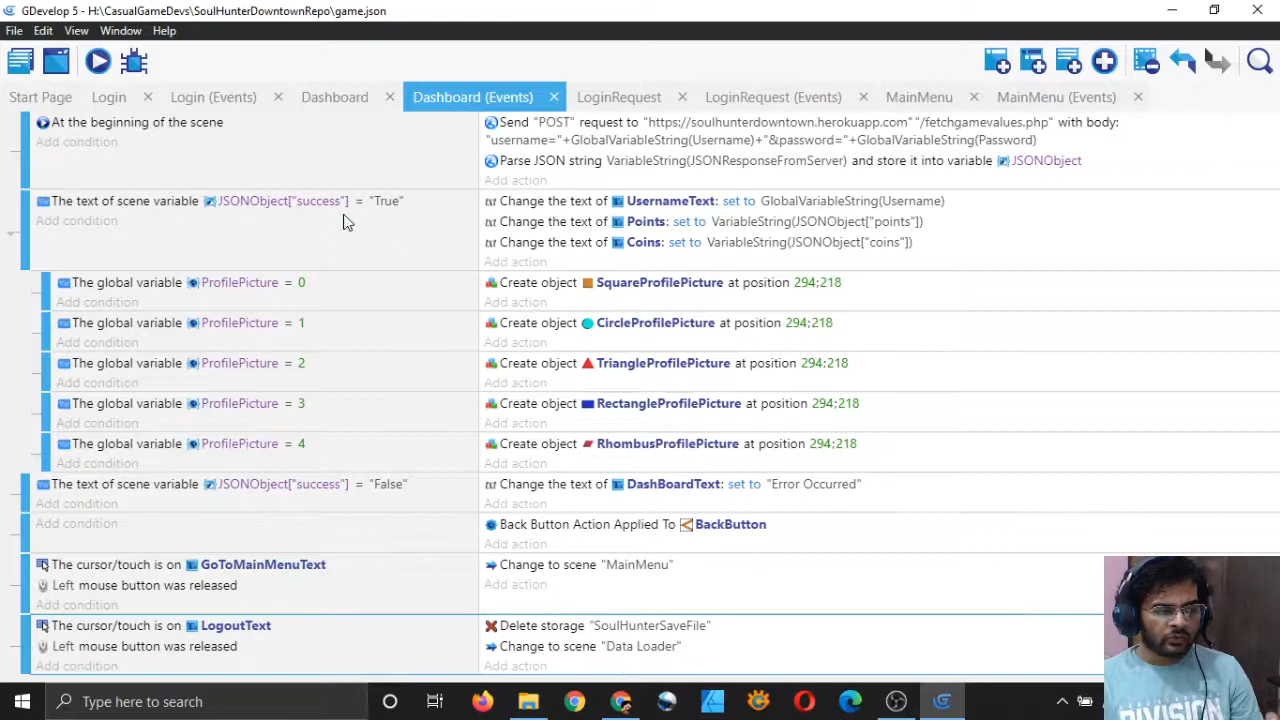 GDevelop 5 - H:\CasualGameDevs\SoulHunterDowntownRepo/game.json
File Edit View Window Help
Start Page Login Login (Events) Dashboard Dashboard (Events) LoginRequest LoginRequest (Events) MainMenu MainMenu (Events)
At the beginning of the scene
Add condition
Send "POST" request to "https://soulhunterdowntown.herokuapp.com" "/fetchgamevalues.php" with body:
"username="+GlobalVariableString(Username)+"&password="+GlobalVariableString(Password)
Parse JSON string VariableString(JSONResponseFromServer) and store it into variable JSONObject
Add action
The text of scene variable JSONObject["success"] = "True"
Add condition
Change the text of UsernameText: set to GlobalVariableString(Username)
Change the text of Points: set to VariableString(JSONObject["points"])
Change the text of Coins: set to VariableString(JSONObject["coins"])
Add action
The global variable ProfilePicture = 0
Add condition
Create object SquareProfilePicture at position 294;218
Add action
The global variable ProfilePicture = 1
Add condition
Create object CircleProfilePicture at position 294;218
Add action
The global variable ProfilePicture = 2
Add condition
Create object TriangleProfilePicture at position 294;218
Add action
The global variable ProfilePicture = 3
Add condition
Create object RectangleProfilePicture at position 294;218
Add action
The global variable ProfilePicture = 4
Add condition
Create object RhombusProfilePicture at position 294;218
Add action
The text of scene variable JSONObject["success"] = "False"
Add condition
Change the text of DashBoardText: set to "Error Occurred"
Add action
Add condition
Back Button Action Applied To BackButton
Add action
The cursor/touch is on GoToMainMenuText
Left mouse button was released
Add condition
Change to scene "MainMenu"
Add action
The cursor/touch is on LogoutText
Left mouse button was released
Add condition
Delete storage "SoulHunterSaveFile"
Change to scene "Data Loader"
Add action
DIVISION
Type here to search